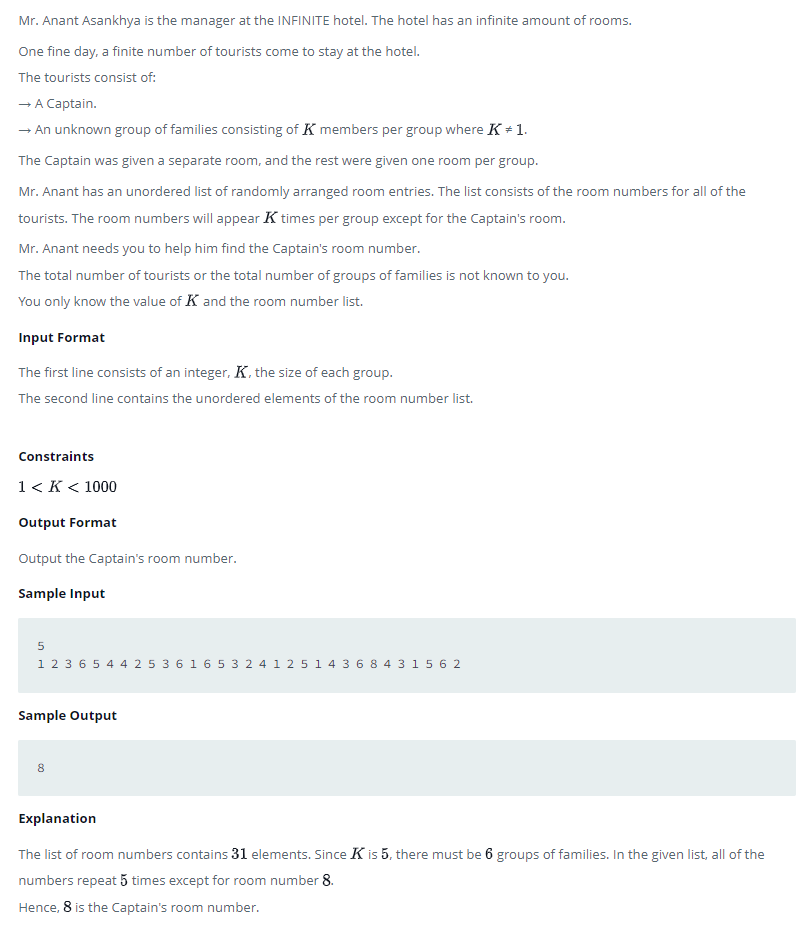 Mr. Anant Asankhya is the manager at the INFINITE hotel. The hotel has an infinite amount of rooms.
One fine day, a finite number of tourists come to stay at the hotel.
The tourists consist of:
→ A Captain.
→ An unknown group of families consisting of K members per group where K ≠ 1.
The Captain was given a separate room, and the rest were given one room per group.
Mr. Anant has an unordered list of randomly arranged room entries. The list consists of the room numbers for all of the
tourists. The room numbers will appear K times per group except for the Captain's room.
Mr. Anant needs you to help him find the Captain's room number.
The total number of tourists or the total number of groups of families is not known to you.
You only know the value of K and the room number list.
Input Format
The first line consists of an integer, K, the size of each group.
The second line contains the unordered elements of the room number list.
Constraints
1 < K < 1000
Output Format
Output the Captain's room number.
Sample Input
5
1 2 3 6 5 4 4 2 5 3 6 1 6 5 3 2 4 1 2 5 1 4 3 6 8 4 3 1 5 6 2
Sample Output
8
Explanation
The list of room numbers contains 31 elements. Since K is 5, there must be 6 groups of families. In the given list, all of the
numbers repeat 5 times except for room number 8.
Hence, 8 is the Captain's room number.